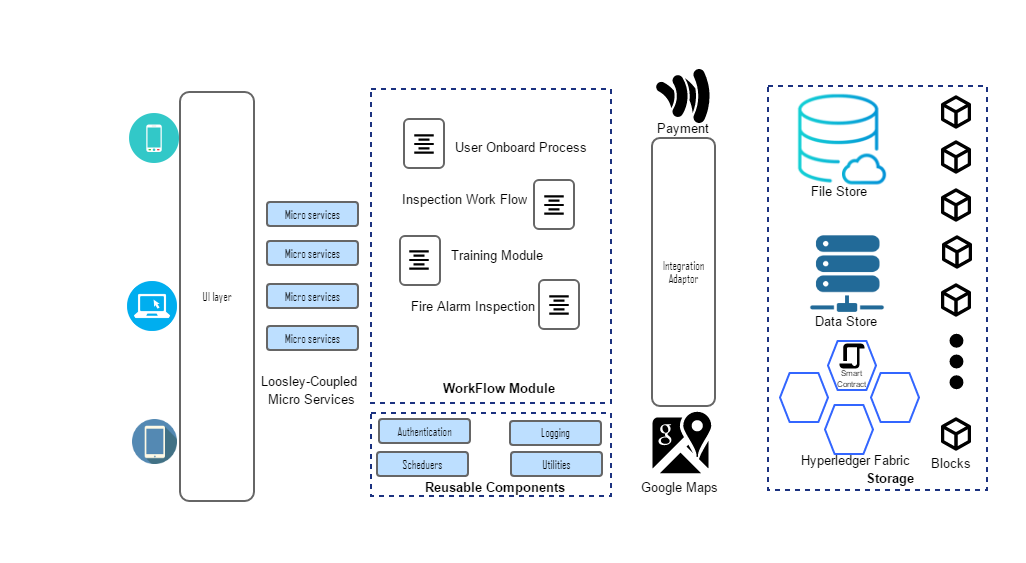 UI layer
Micro services
Micro services
Micro services
Micro services
Loosley-Coupled
Micro Services
User Onboard Process
Inspection Work Flow
Training Module
Fire Alarm Inspection
WorkFlow Module
Authentication
Logging
Scheduers
Utilities
Reusable Components
Payment
Integration
Adaptor
g
Google Maps
File Store
Data Store
Smart
Contract
Hyperledger Fabric
Blocks
Storage